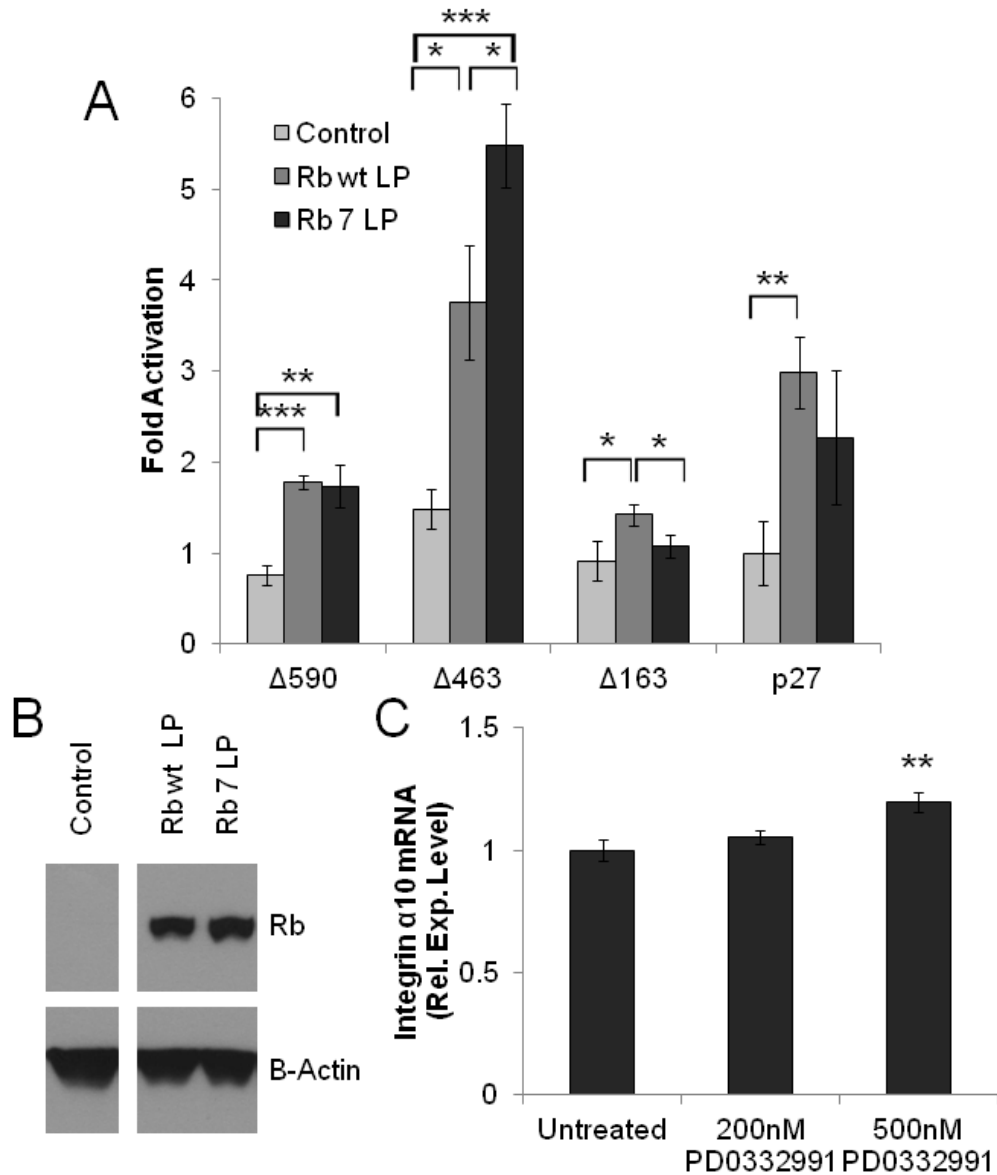 A
***
* *
6
5
4
3
2
1
0
Fold Activation
Control
Rb wt LP
Rb 7 LP
**
***
* *
**
Δ590 Δ463 Δ163 p27
B
Control
Rb wt LP
Rb 7 LP
Rb
B-Actin
C
Integrin α10 mRNA
(Rel. Exp. Level)
1.5
1
0.5
0
**
Untreated 200nM 500nM
PD0332991 PD0332991